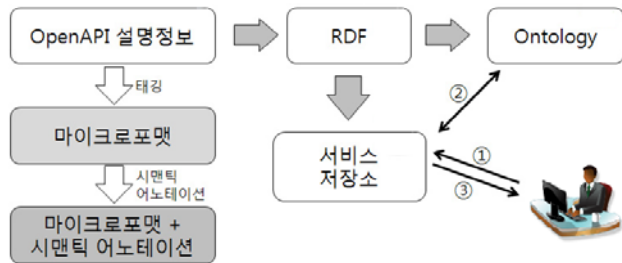 OpenAPI 설명정보
RDF
Ontology
태깅
②
마이크로포맷
서비스
저장소
①
③
시맨틱
어노테이션
마이크로포맷 +
시맨틱 어노테이션